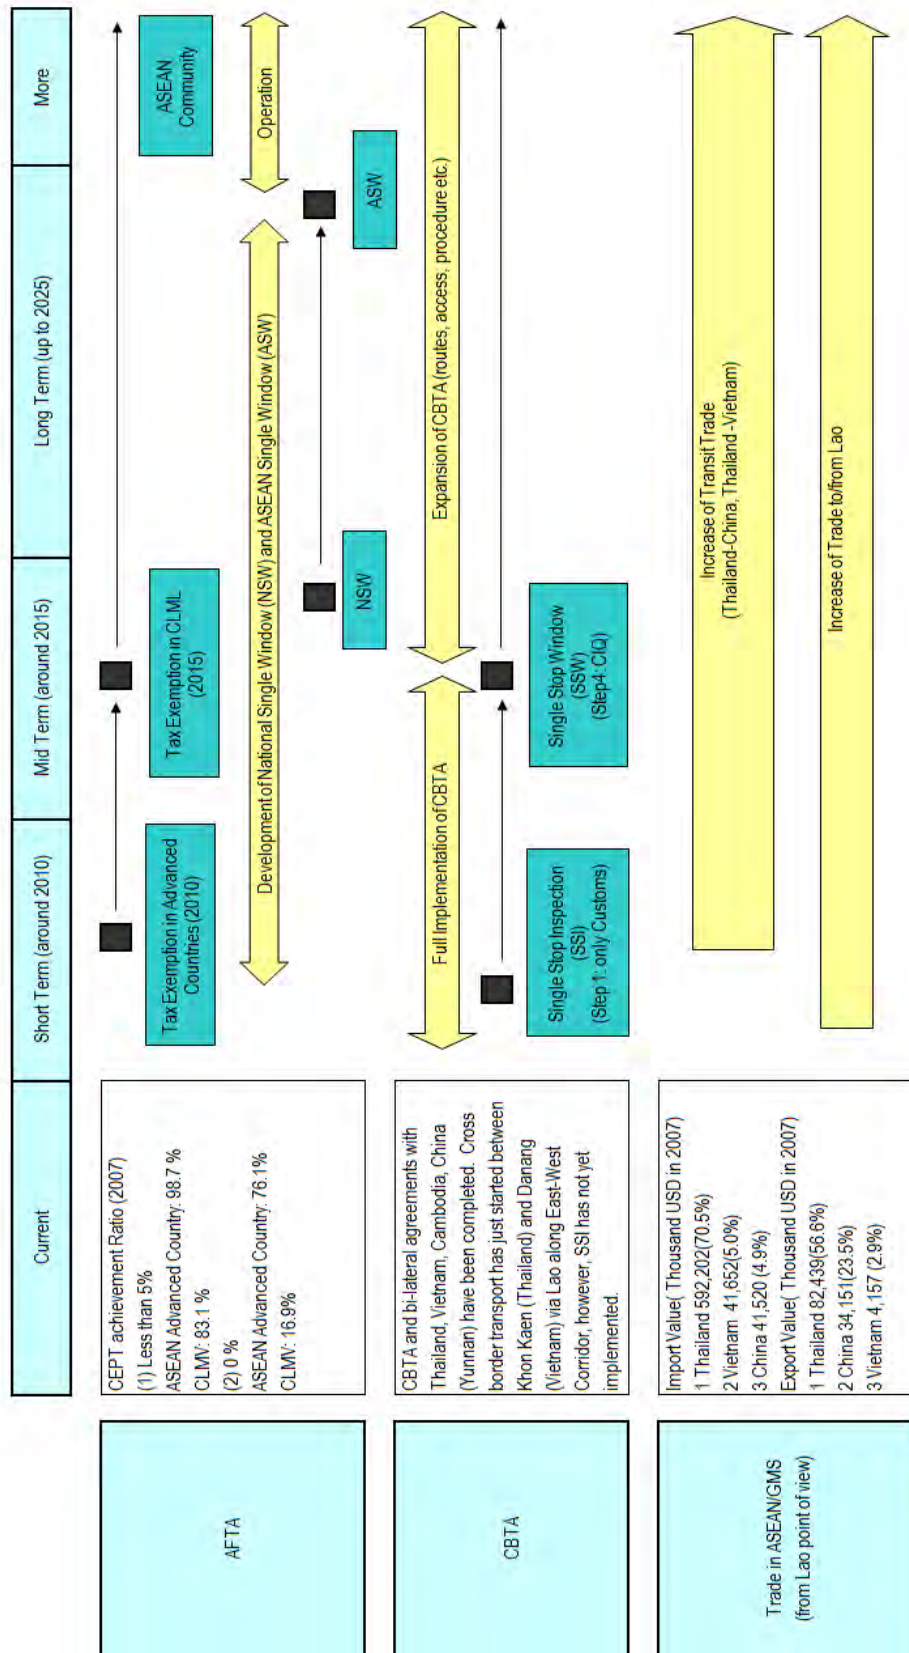 Current
Short Term (around 2010)
Mid Term (around 2015)
Long Term (up to 2025)
More
AFTA
CEPT achievement Ratio (2007)
(1) Less than 5%
ASEAN Advanced Country: 98.7 %
CLMV: 83.1 %
(2) 0 %
ASEAN Advanced Country: 76.1%
CLMV: 16.9%
Tax Exemption in Advanced
Countries (2010)
Tax Exemption in CLML
(2015)
ASEAN
Community
Development of National Single Window (NSW) and ASEAN Single Window (ASW)
Operation
NSW
ASW
CBTA
CBTA and bi-lateral agreements with
Thailand, Vietnam, Cambodia, China
(Yunnan) have been completed. Cross
border transport has just started between
Khon Kaen (Thailand) and Danang
(Vietnam) via Lao along East-West
Corridor, however, SSI has not yet
implemented.
Full Implementation of CBTA
Expansion of CBTA (routes, access, procedure etc.)
Single Stop Inspection
(SSI)
(Step 1: only Customs)
Single Stop Window
(SSW)
(Step4: CIQ)
Trade in ASEAN/GMS
(from Lao point of view)
Import Value( Thousand USD in 2007)
1 Thailand 592,202(70.5%)
2 Vietnam 41,652(5.0%)
3 China 41,520 (4.9%)
Export Value( Thousand USD in 2007)
1 Thailand 82,439(56.6%)
2 China 34,151(23.5%)
3 Vietnam 4,157 (2.9%)
Increase of Transit Trade
(Thailand-China, Thailand -Vietnam)
Increase of Trade to/from Lao